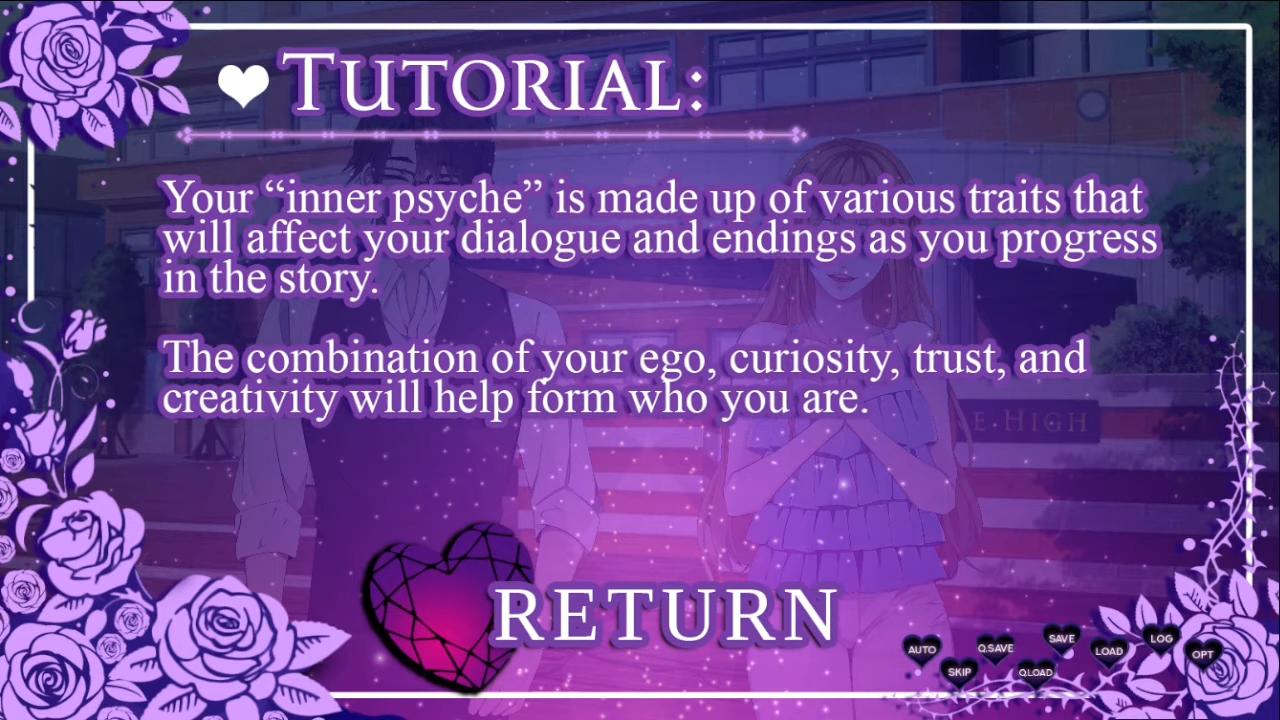 TUTORIAL:
Your “inner psyche” is made up of various traits that
will affect your dialogue and endings as you progress
in the story.
The combination of your ego, curiosity, trust, and
creativity will help form who you are.
E HIGH
RETURN
AUTO
SKIP
Q.SAVE
Q.LOAD
SAVE
LOAD
LOG
OPT